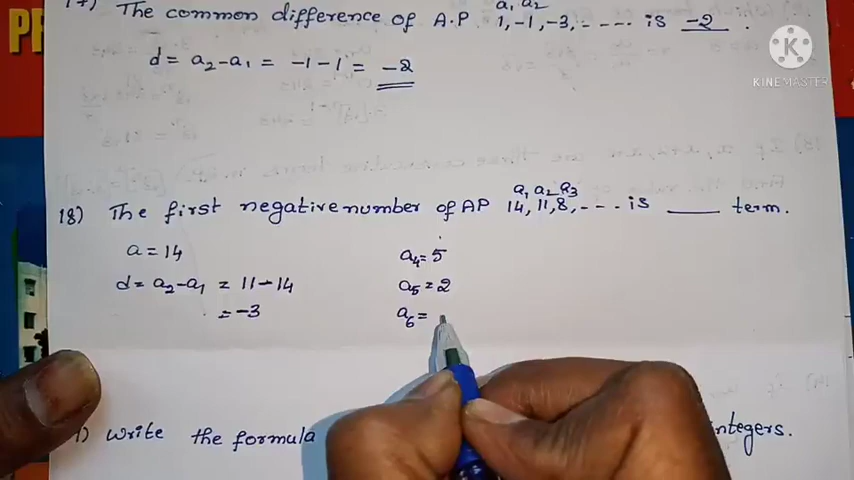 a₁ a₂
17) The common difference of A.P. 1, -1, -3, - - - - is -2 .
d = a₂-a₁ = -1-1 = -2
KINEMASTER
a₁ a₂ a₃
18) The first negative number of AP 14, 11, 8, - - - - is ____ term.
a = 14
a₄ = 5
d = a₂-a₁ = 11-14
a₅ = 2
= -3
a₆ =
Write the formula
integers.